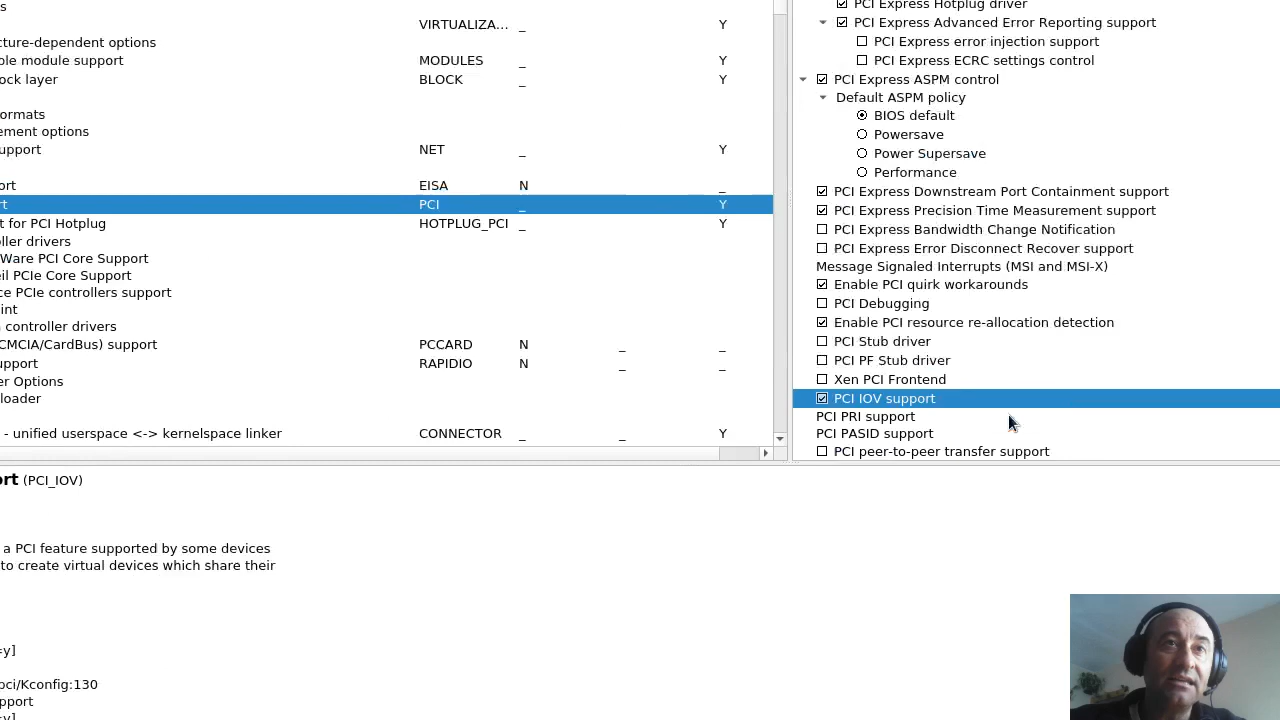 s
VIRTUALIZA... _ Y
cture-dependent options
ble module support MODULES _ Y
ock layer BLOCK _ Y
ormats
ement options
upport NET _ Y
ort EISA N _
rt PCI _ Y
t for PCI Hotplug HOTPLUG_PCI _ Y
ller drivers
Ware PCI Core Support
eil PCIe Core Support
ce PCIe controllers support
int
controller drivers
CMCIA/CardBus) support PCCARD N _ _
upport RAPIDIO N _ _
er Options
loader
- unified userspace <-> kernelspace linker CONNECTOR _ _ Y
PCI Express Hotplug driver
PCI Express Advanced Error Reporting support
PCI Express error injection support
PCI Express ECRC settings control
PCI Express ASPM control
Default ASPM policy
BIOS default
Powersave
Power Supersave
Performance
PCI Express Downstream Port Containment support
PCI Express Precision Time Measurement support
PCI Express Bandwidth Change Notification
PCI Express Error Disconnect Recover support
Message Signaled Interrupts (MSI and MSI-X)
Enable PCI quirk workarounds
PCI Debugging
Enable PCI resource re-allocation detection
PCI Stub driver
PCI PF Stub driver
Xen PCI Frontend
PCI IOV support
PCI PRI support
PCI PASID support
PCI peer-to-peer transfer support
ort (PCI_IOV)
a PCI feature supported by some devices
to create virtual devices which share their
=y]
pci/Kconfig:130
pport
=y]